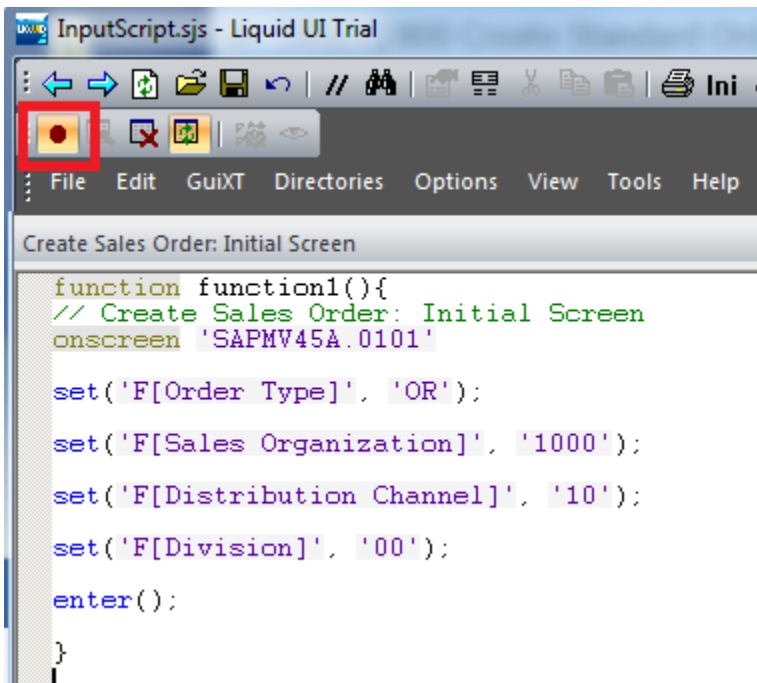 InputScript.sjs - Liquid UI Trial
// Ini
File Edit GuiXT Directories Options View Tools Help
Create Sales Order: Initial Screen
function function1(){
// Create Sales Order: Initial Screen
onscreen 'SAPMV45A.0101'
set('F[Order Type]', 'OR');
set('F[Sales Organization]', '1000');
set('F[Distribution Channel]', '10');
set('F[Division]', '00');
enter();
}